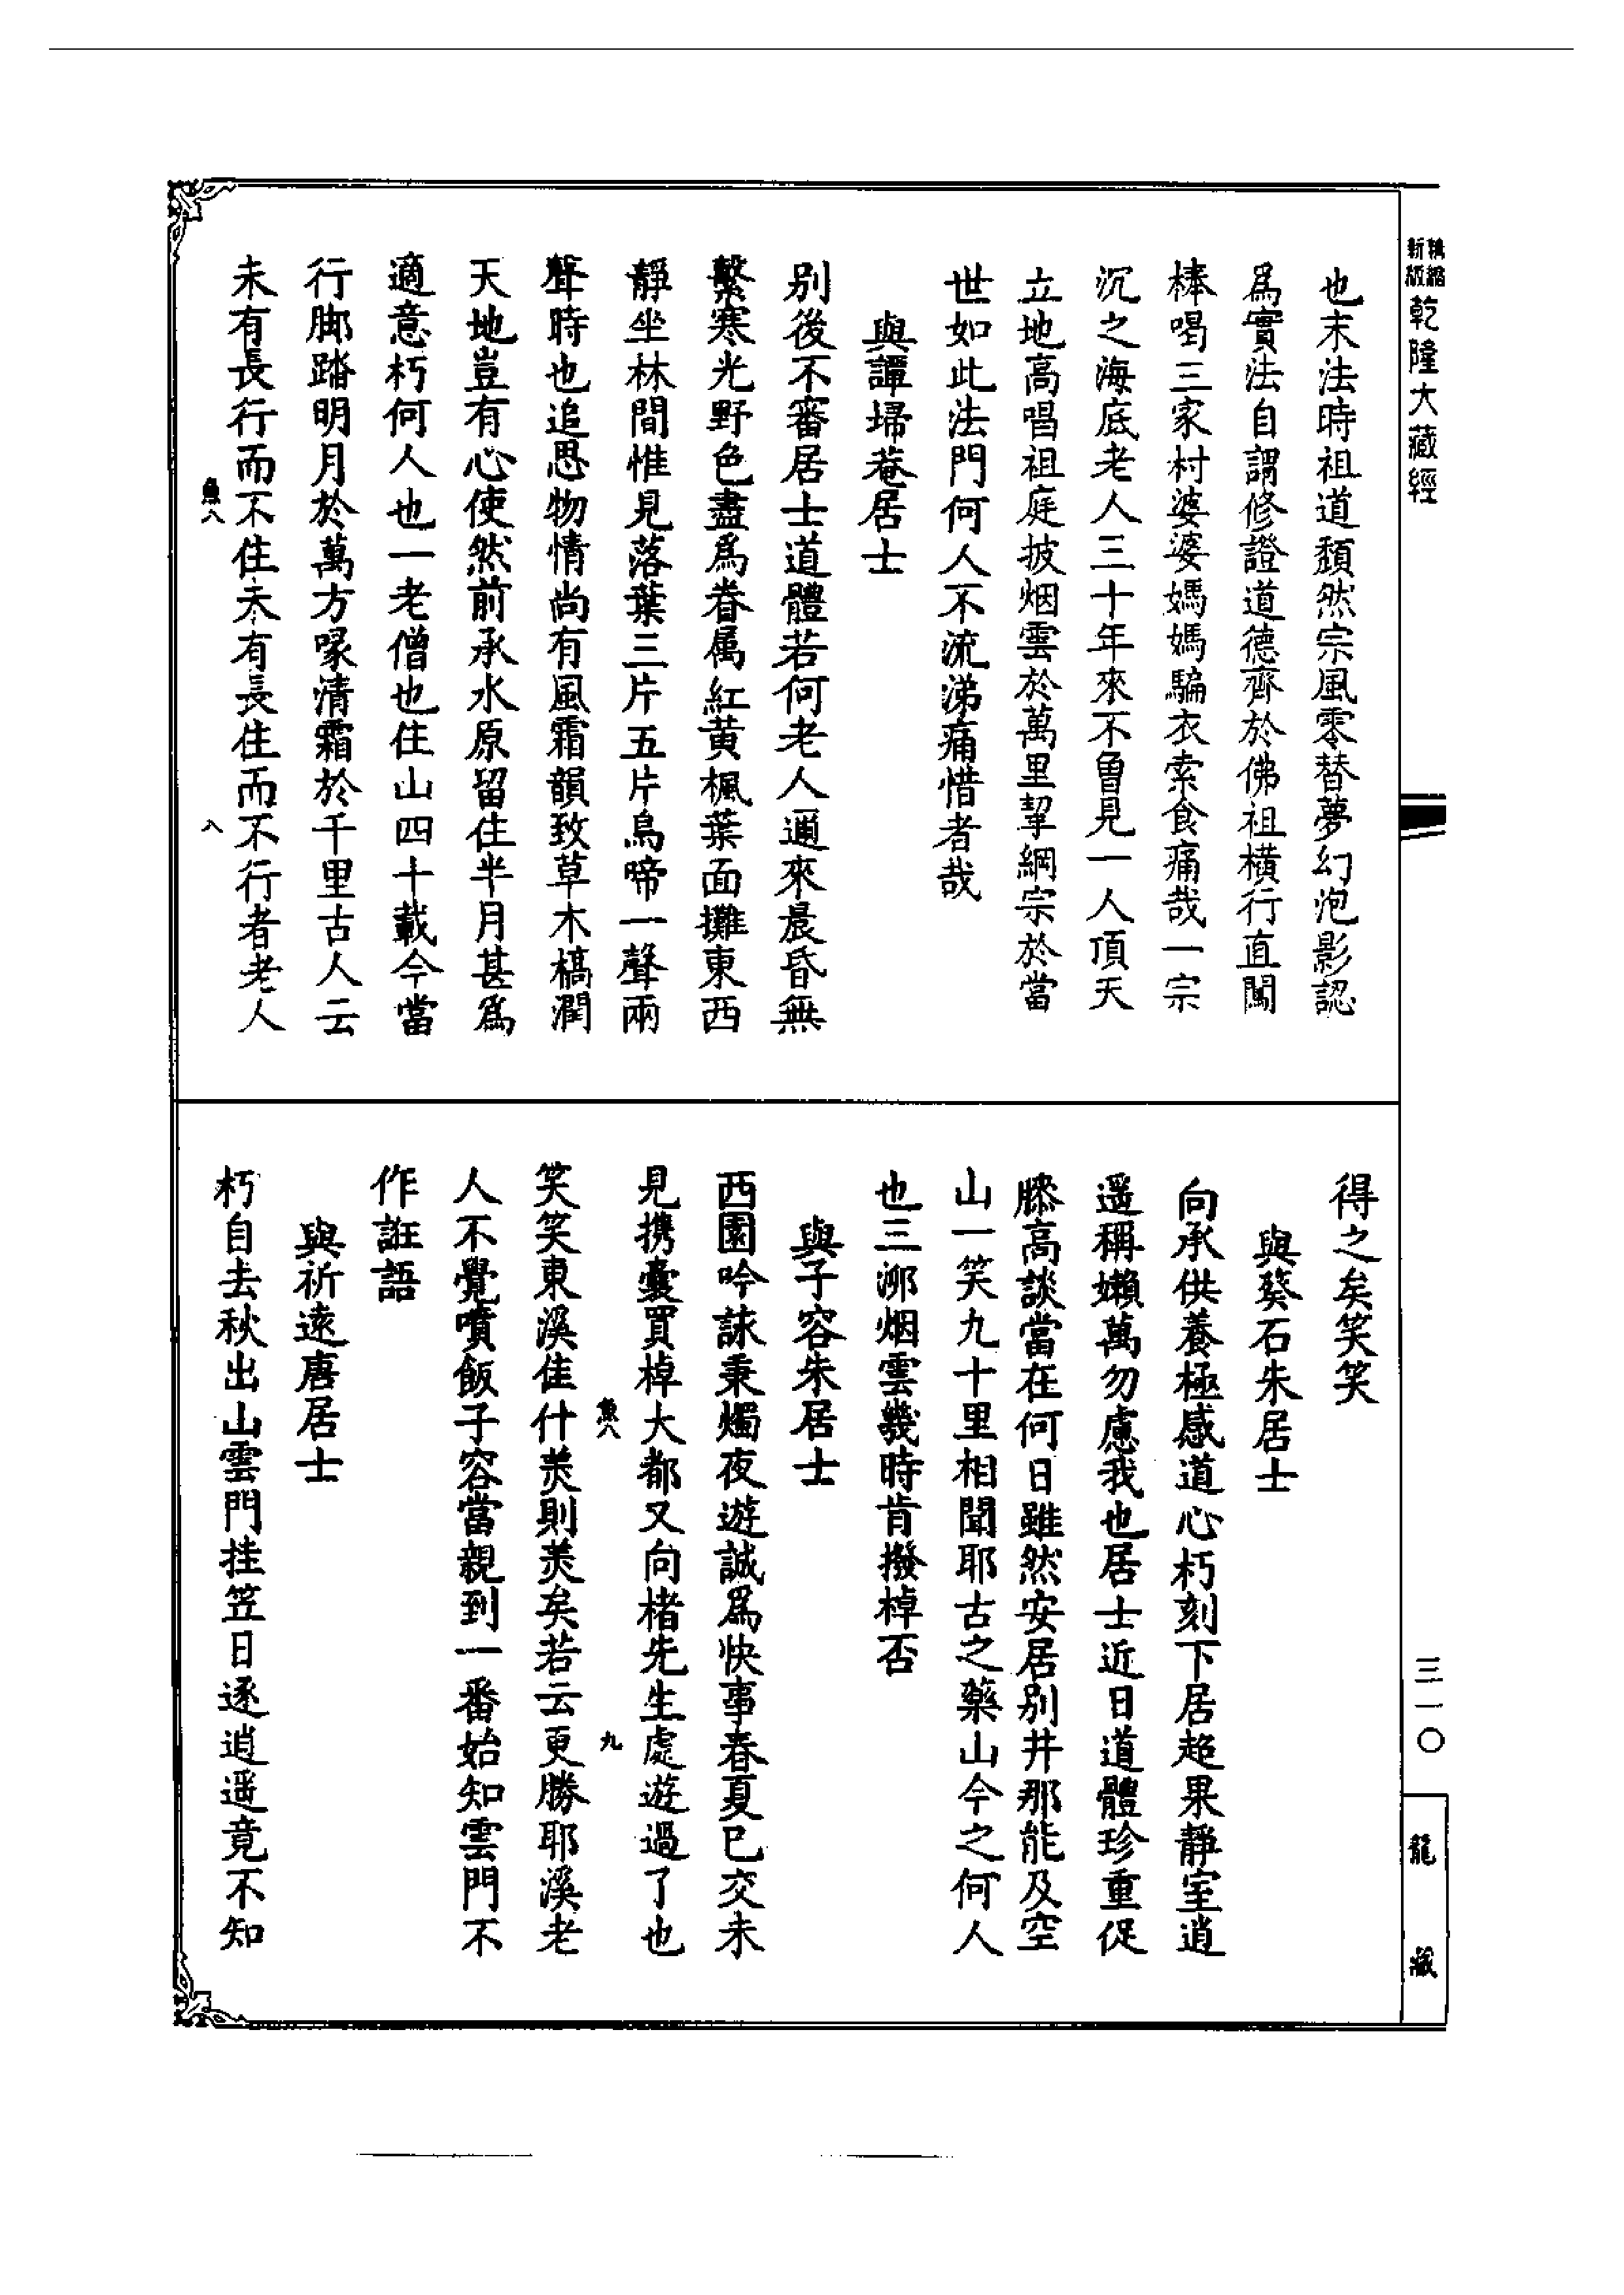 精縮新版乾隆大藏經
也末法時祖道頹然宗風零替夢幻泡影認
爲實法自謂修證道德齊於佛祖橫行直闖
棒喝三家村婆婆媽媽騙衣索食痛哉一宗
沉之海底老人三十年來不曾見一人頂天
立地高唱祖庭披烟雲於萬里挈綱宗於當
世如此法門何人不流涕痛惜者哉
與譚埽菴居士
別後不審居士道體若何老人邇來晨昏無
繫寒光野色盡爲眷属紅黃楓葉面攤東西
靜坐林間惟見落葉三片五片鳥啼一聲兩
聲時也追思物情尚有風霜韻致草木槁潤
天地豈有心使然前承水原留住半月甚爲
適意朽何人也一老僧也住山四十載今當
行脚踏明月於萬方喙清霜於千里古人云
未有長行而不住未有長住而不行者老人
魚八
八
得之矣笑笑
與癸石朱居士
向承供養極感道心朽刻下居超果靜室逍
遥稱嬾萬勿慮我也居士近日道體珍重促
膝高談當在何日雖然安居別井那能及空
山一笑九十里相聞耶古之藥山今之何人
也三泖烟雲幾時肯撥棹否
與子容朱居士
西園吟詠秉燭夜遊誠爲快事春夏已交未
見携囊買棹大都又向楮先生處遊過了也
魚八
九
笑笑東溪佳什羙則羙矣若云更勝耶溪老
人不覺噴飯子容當親到一番始知雲門不
作誑語
與祈遠唐居士
朽自去秋出山雲門挂笠日逐逍遥竟不知
三一〇
龍藏